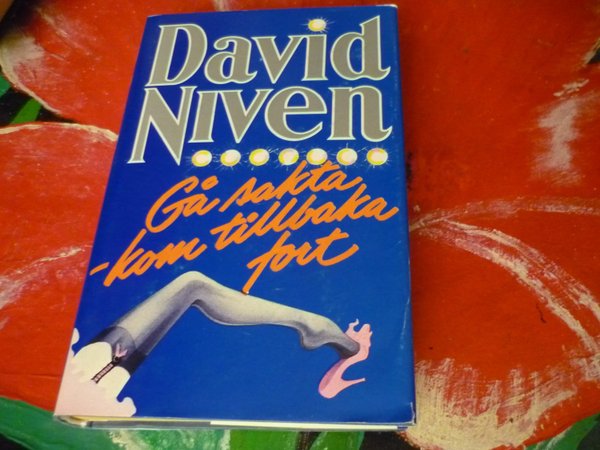 David
Niven
Gå sakta
-kom tillbaka
fort